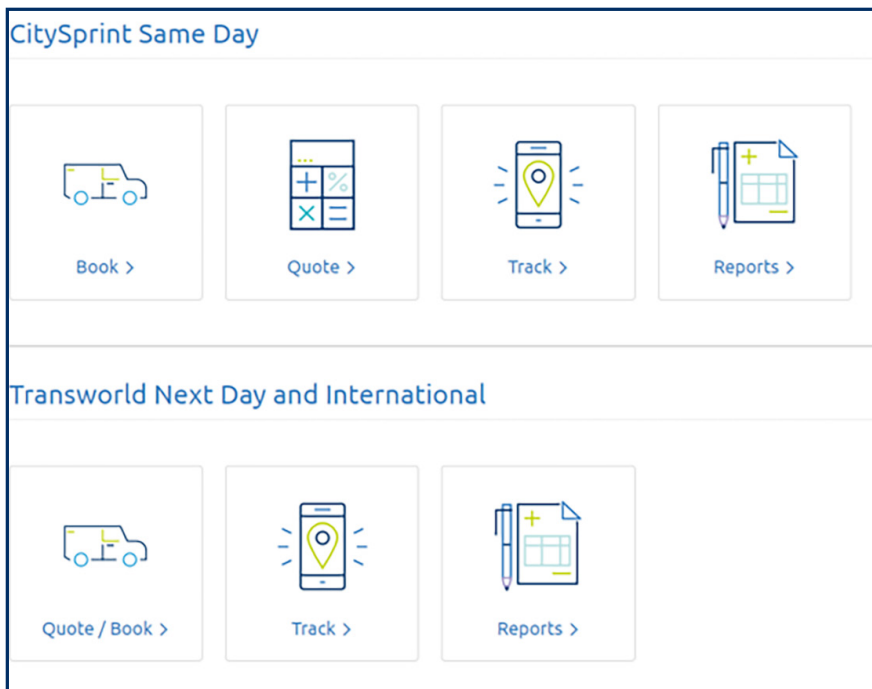 CitySprint Same Day
Book >
Quote >
Track >
Reports >
Transworld Next Day and International
Quote / Book >
Track >
Reports >